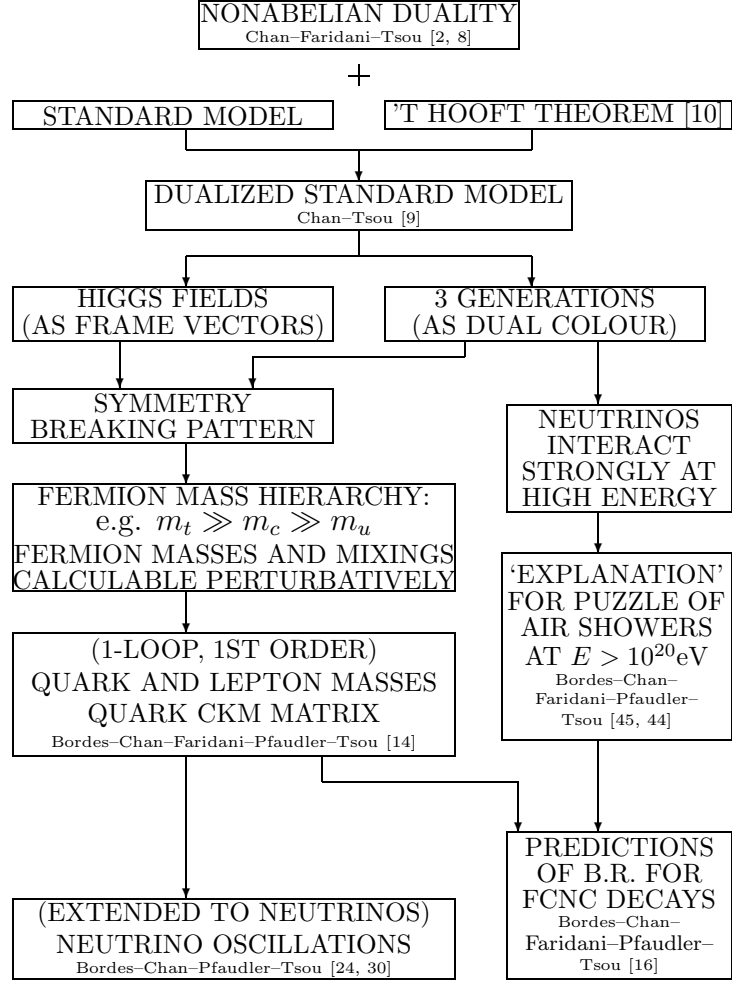 NONABELIAN DUALITY
Chan–Faridani–Tsou [2, 8]
+
STANDARD MODEL
'T HOOFT THEOREM [10]
DUALIZED STANDARD MODEL
Chan–Tsou [9]
HIGGS FIELDS
(AS FRAME VECTORS)
3 GENERATIONS
(AS DUAL COLOUR)
SYMMETRY
BREAKING PATTERN
NEUTRINOS
INTERACT
STRONGLY AT
HIGH ENERGY
FERMION MASS HIERARCHY:
e.g. $m_t \gg m_c \gg m_u$
FERMION MASSES AND MIXINGS
CALCULABLE PERTURBATIVELY
‘EXPLANATION’
FOR PUZZLE OF
AIR SHOWERS
AT $E > 10^{20}$eV
Bordes–Chan–
Faridani–Pfaudler–
Tsou [45, 44]
(1-LOOP, 1ST ORDER)
QUARK AND LEPTON MASSES
QUARK CKM MATRIX
Bordes–Chan–Faridani–Pfaudler–Tsou [14]
PREDICTIONS
OF B.R. FOR
FCNC DECAYS
Bordes–Chan–
Faridani–Pfaudler–
Tsou [16]
(EXTENDED TO NEUTRINOS)
NEUTRINO OSCILLATIONS
Bordes–Chan–Pfaudler–Tsou [24, 30]